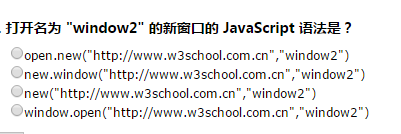 . 打开名为 "window2" 的新窗口的 JavaScript 语法是？
open.new("http://www.w3school.com.cn","window2")
new.window("http://www.w3school.com.cn","window2")
new("http://www.w3school.com.cn","window2")
window.open("http://www.w3school.com.cn","window2")